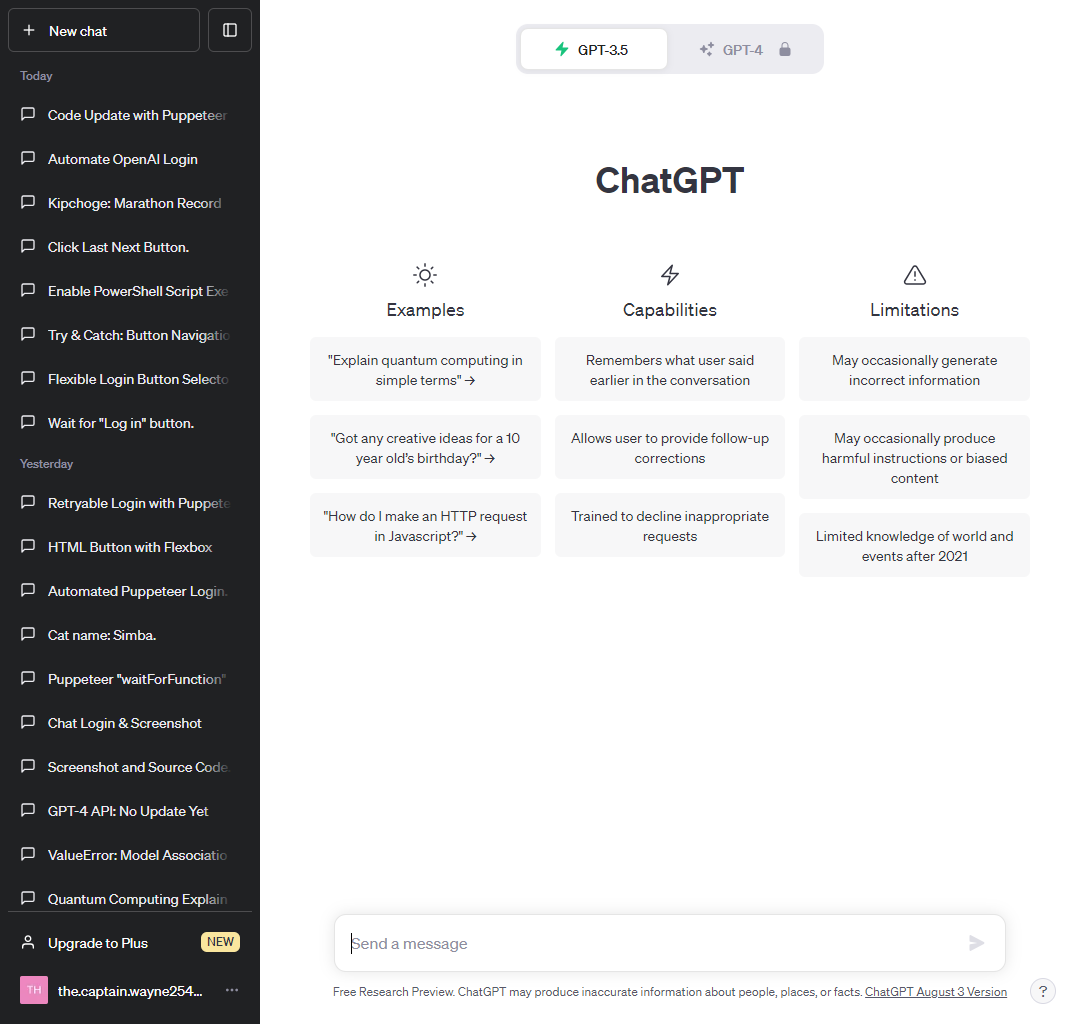 New chat
Today
Code Update with Puppeteer
Automate OpenAI Login
Kipchoge: Marathon Record
Click Last Next Button.
Enable PowerShell Script Exe
Try & Catch: Button Navigatio
Flexible Login Button Selecto
Wait for "Log in" button.
Yesterday
Retryable Login with Puppete
HTML Button with Flexbox
Automated Puppeteer Login.
Cat name: Simba.
Puppeteer "waitForFunction"
Chat Login & Screenshot
Screenshot and Source Code.
GPT-4 API: No Update Yet
ValueError: Model Associatio
Quantum Computing Explain
Upgrade to Plus NEW
TH the.captain.wayne254...
GPT-3.5 GPT-4
ChatGPT
Examples
"Explain quantum computing in
simple terms" →
"Got any creative ideas for a 10
year old's birthday?" →
"How do I make an HTTP request
in Javascript?" →
Capabilities
Remembers what user said
earlier in the conversation
Allows user to provide follow-up
corrections
Trained to decline inappropriate
requests
Limitations
May occasionally generate
incorrect information
May occasionally produce
harmful instructions or biased
content
Limited knowledge of world and
events after 2021
Send a message
Free Research Preview. ChatGPT may produce inaccurate information about people, places, or facts. ChatGPT August 3 Version
?